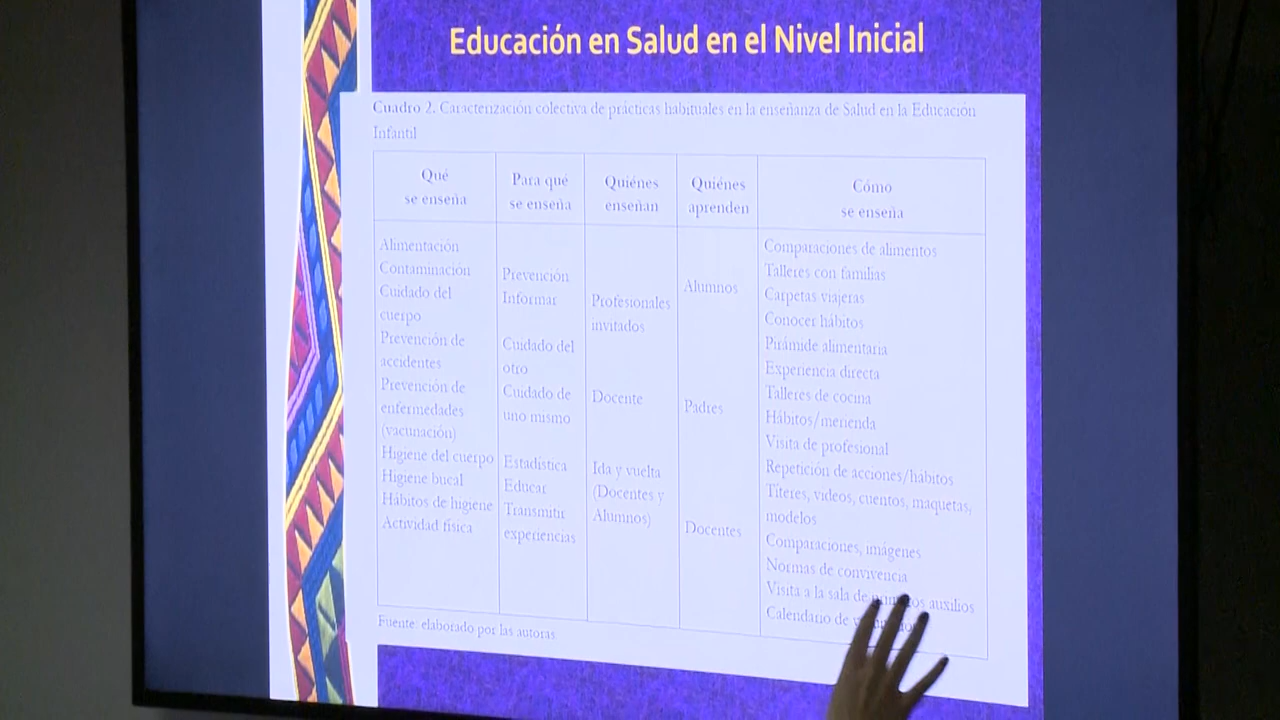 Educación en Salud en el Nivel Inicial
Cuadro 2. Caracterización colectiva de prácticas habituales en la enseñanza de Salud en la Educación
Infantil
Qué
se enseña
Para qué
se enseña
Quiénes
enseñan
Quiénes
aprenden
Cómo
se enseña
Alimentación
Contaminación
Cuidado del
cuerpo
Prevención de
accidentes
Prevención de
enfermedades
(vacunación)
Higiene del cuerpo
Higiene bucal
Hábitos de higiene
Actividad física
Prevención
Informar
Cuidado del
otro
Cuidado de
uno mismo
Estadística
Educar
Transmitir
experiencias
Profesionales
invitados
Docente
Ida y vuelta
(Docentes y
Alumnos)
Alumnos
Padres
Docentes
Comparaciones de alimentos
Talleres con familias
Carpetas viajeras
Conocer hábitos
Pirámide alimentaria
Experiencia directa
Talleres de cocina
Hábitos/merienda
Visita de profesional
Repetición de acciones/hábitos
Títeres, videos, cuentos, maquetas,
modelos
Comparaciones, imágenes
Normas de convivencia
Visita a la sala de primeros auxilios
Calendario de
Fuente: elaborado por las autoras.